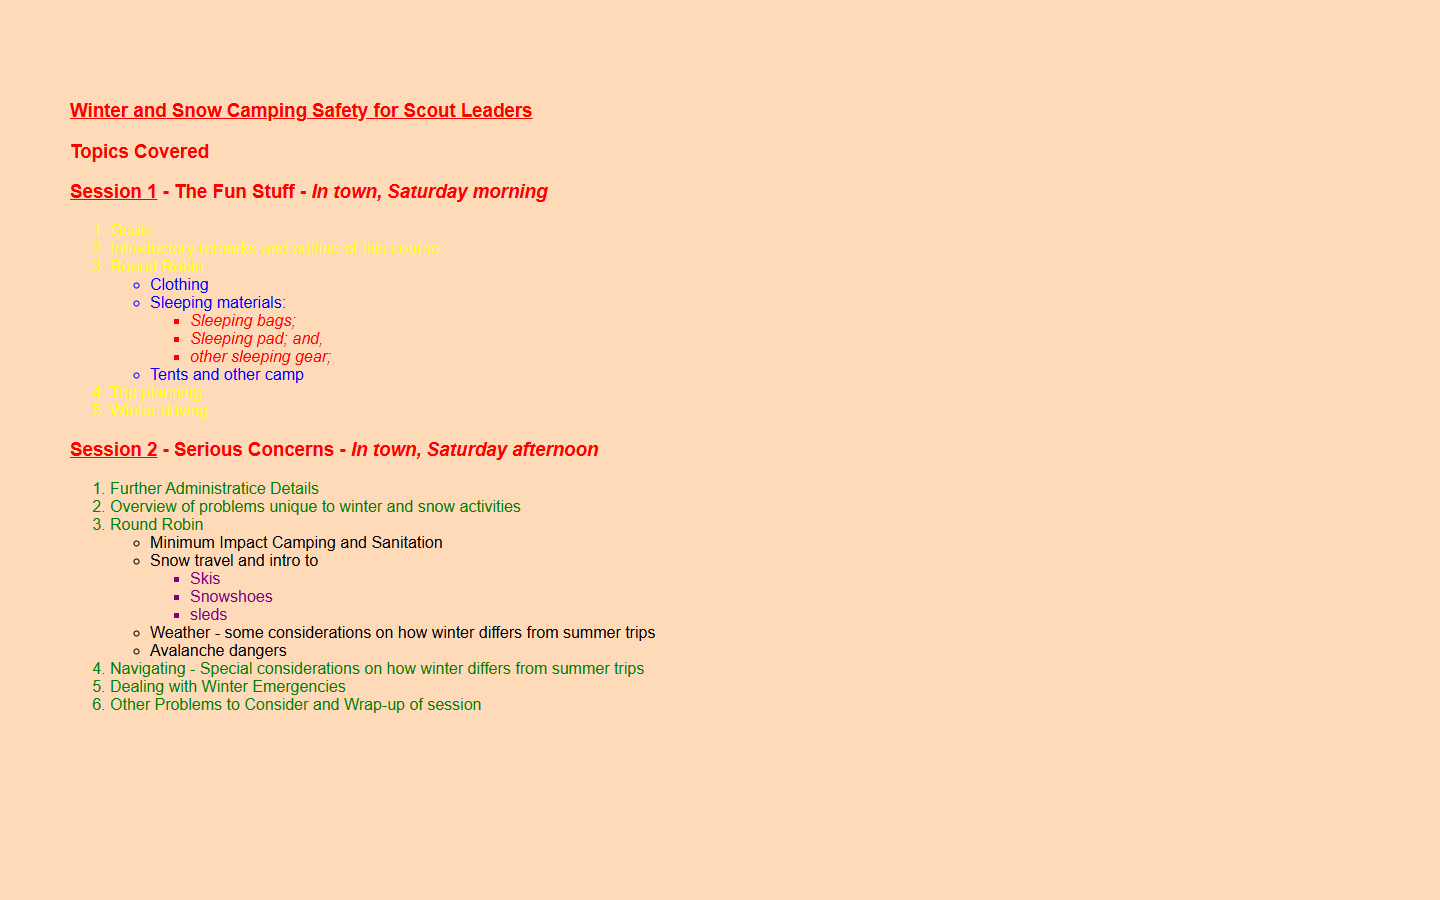 Winter and Snow Camping Safety for Scout Leaders
Topics Covered
Session 1 - The Fun Stuff - In town, Saturday morning
1. Goals
2. Introductory remarks and outline of this course
3. Round Robin
Clothing
Sleeping materials:
Sleeping bags;
Sleeping pad; and,
other sleeping gear;
Tents and other camp
4. Trip planning
5. Winter driving
Session 2 - Serious Concerns - In town, Saturday afternoon
1. Further Administratice Details
2. Overview of problems unique to winter and snow activities
3. Round Robin
Minimum Impact Camping and Sanitation
Snow travel and intro to
Skis
Snowshoes
sleds
Weather - some considerations on how winter differs from summer trips
Avalanche dangers
4. Navigating - Special considerations on how winter differs from summer trips
5. Dealing with Winter Emergencies
6. Other Problems to Consider and Wrap-up of session